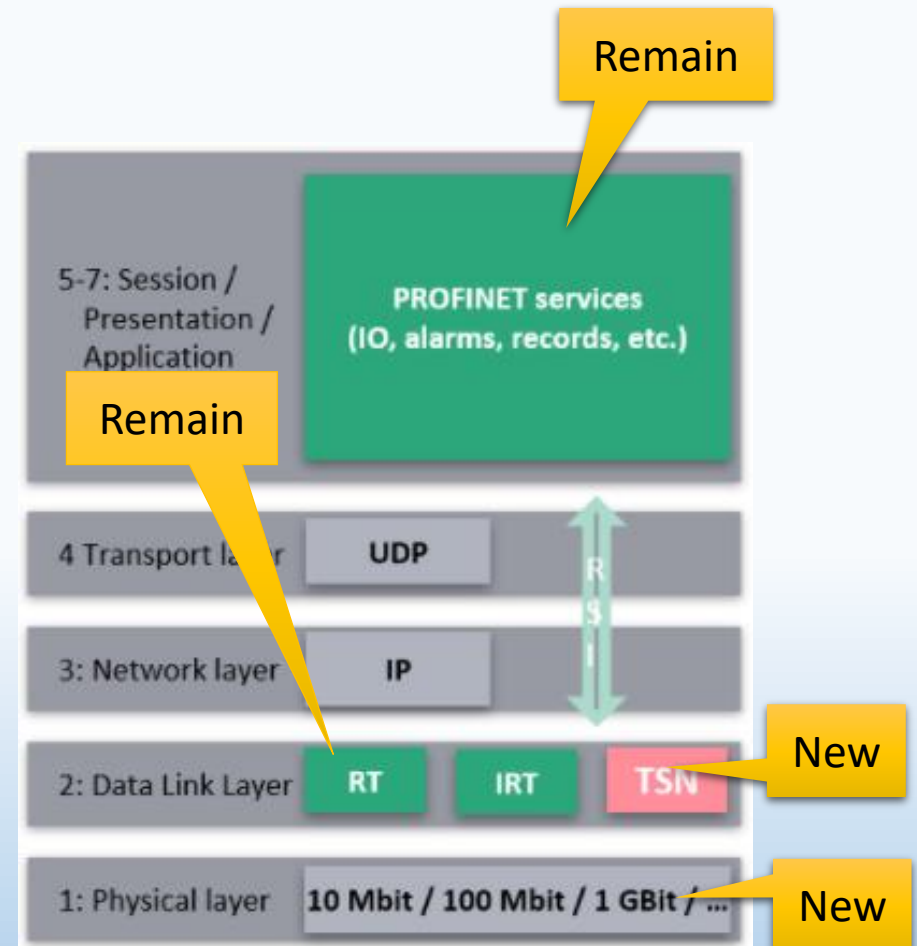 Remain
5-7: Session /
Presentation /
Application
PROFINET services
(IO, alarms, records, etc.)
Remain
4 Transport
UDP
R
S
I
3: Network layer
IP
2: Data Link Layer
RT
IRT
TSN
New
1: Physical layer
10 Mbit / 100 Mbit / 1 GBit / ...
New